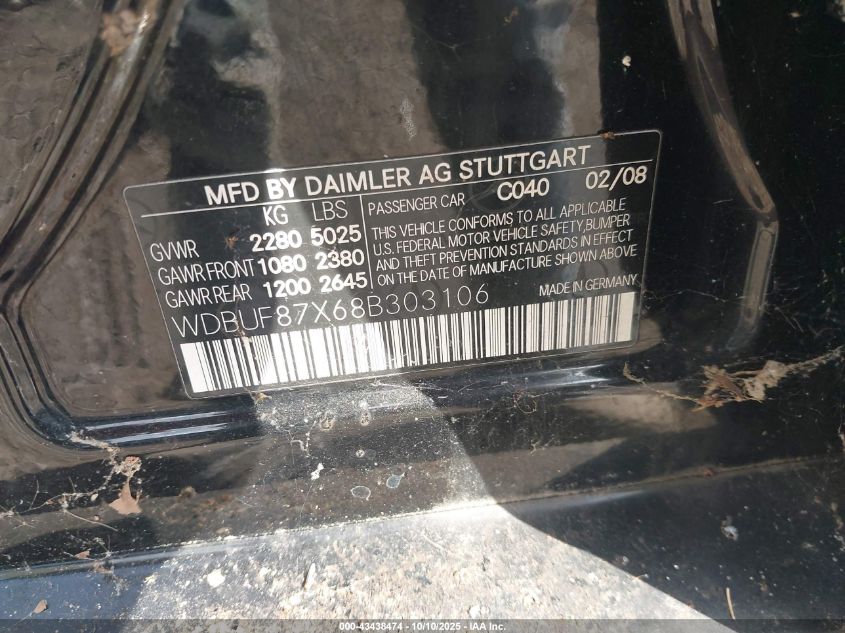 MFD BY DAIMLER AG STUTTGART
KG LBS
GVWR 2280 5025
GAWR FRONT 1080 2380
GAWR REAR 1200 2645
PASSENGER CAR C040 02/08
THIS VEHICLE CONFORMS TO ALL APPLICABLE
U.S. FEDERAL MOTOR VEHICLE SAFETY,BUMPER
AND THEFT PREVENTION STANDARDS IN EFFECT
ON THE DATE OF MANUFACTURE SHOWN ABOVE.
MADE IN GERMANY
WDBUF87X68B303106
000-43438474 - 10/10/2025 - IAA Inc.